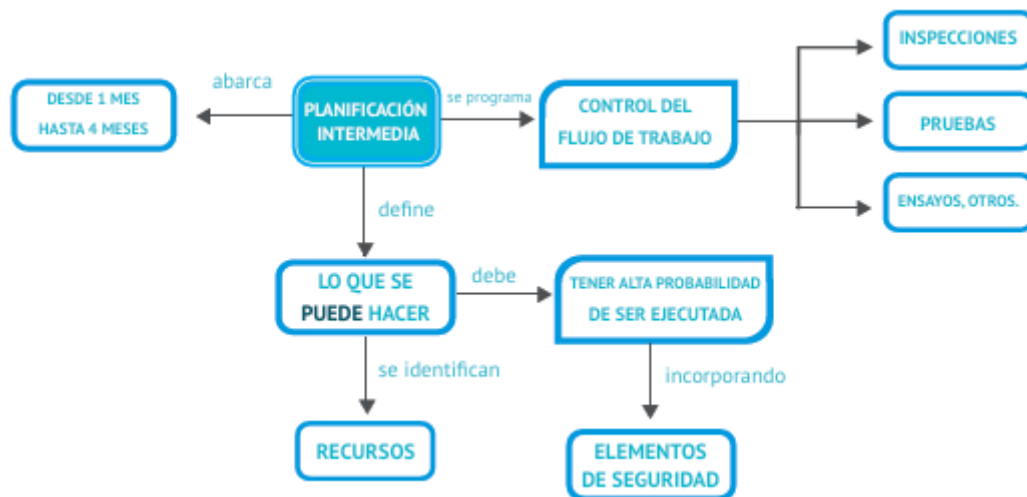 INSPECCIONES
abarca
DESDE 1 MES
HASTA 4 MESES
PLANIFICACIÓN
INTERMEDIA
se programa
CONTROL DEL
FLUJO DE TRABAJO
PRUEBAS
ENSAYOS, OTROS.
define
LO QUE SE
PUEDE HACER
debe
TENER ALTA PROBABILIDAD
DE SER EJECUTADA
se identifican
incorporando
RECURSOS
ELEMENTOS
DE SEGURIDAD